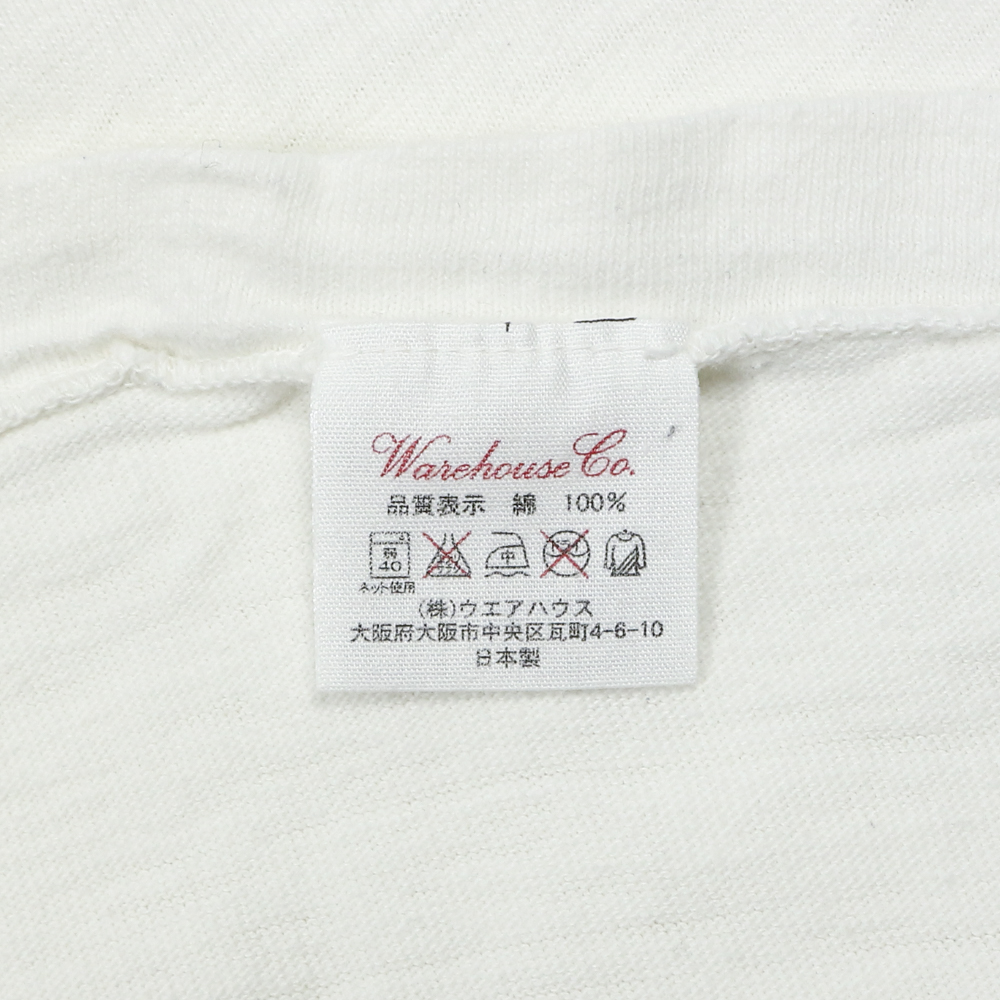 Warehouse Co.
品質表示 綿 100%
弱 中
40
ネット使用
(株)ウエアハウス
大阪府大阪市中央区瓦町4-6-10
日本製